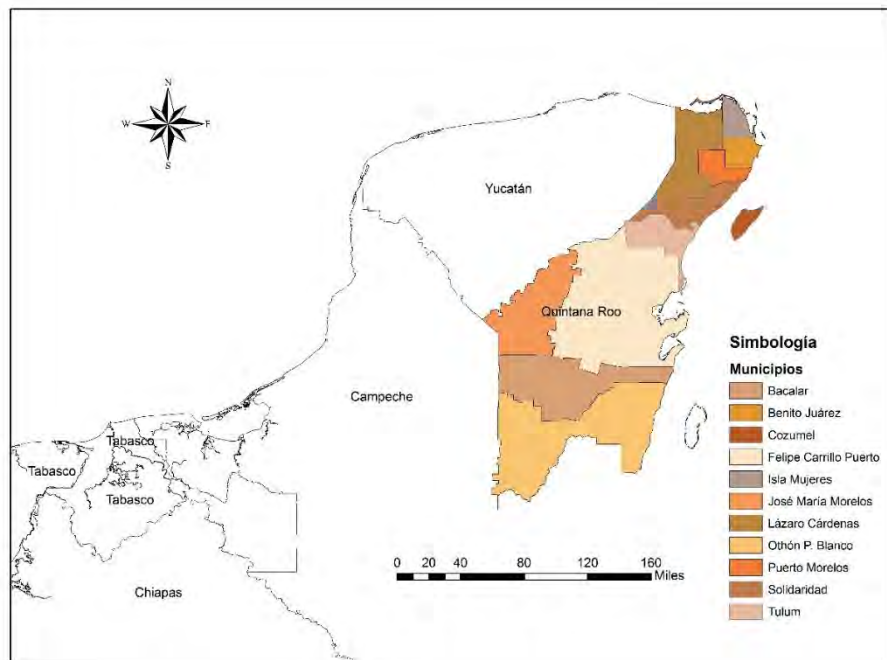 N
W E
S
Yucatán
Quintana Roo
Campeche
Tabasco
Tabasco
Tabasco
Chiapas
Simbología
Municipios
Bacalar
Benito Juárez
Cozumel
Felipe Carrillo Puerto
Isla Mujeres
José María Morelos
Lázaro Cárdenas
Othón P. Blanco
Puerto Morelos
Solidaridad
Tulum
0 20 40 80 120 160
Miles